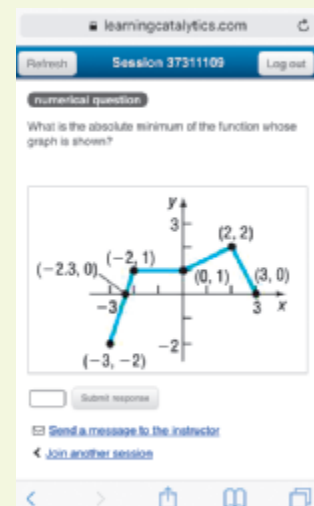 learningcatalytics.com
Refresh Session 37311109 Log out
numerical question
What is the absolute minimum of the function whose
graph is shown?
y
3
(2, 2)
(-2, 1)
(-2.3, 0)
(0, 1) (3, 0)
-3 3 x
-2
(-3, -2)
Submit response
Send a message to the instructor
Join another session